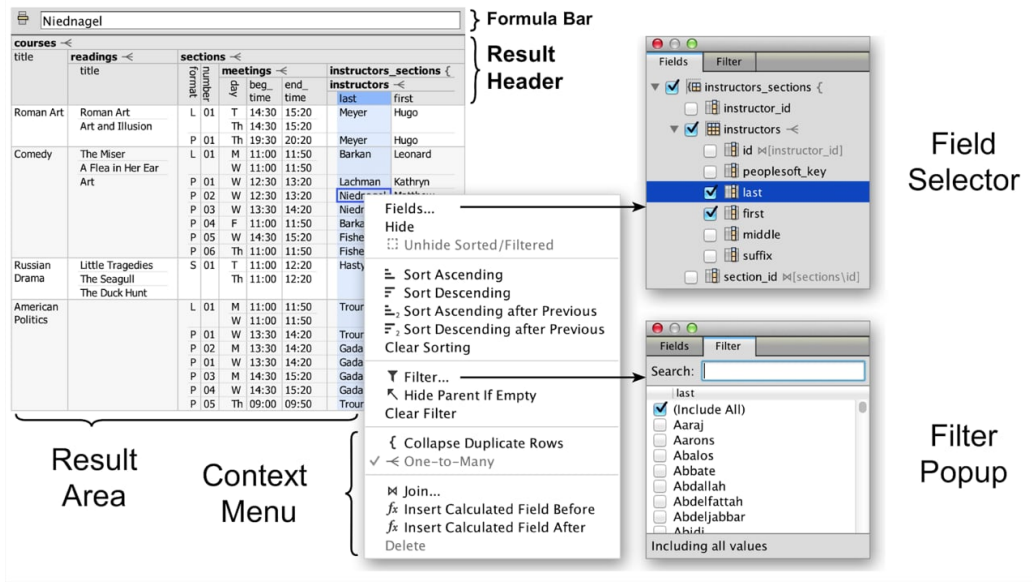 Niednagel
Formula Bar
courses
title readings sections
title format number meetings instructors_sections {
day beg_time end_time instructors
last first
Result Header
Roman Art Roman Art L 01 T 14:30 15:20 Meyer Hugo
Art and Illusion Th 14:30 15:20
P 01 Th 19:30 20:20 Meyer Hugo
Comedy The Miser L 01 M 11:00 11:50 Barkan Leonard
A Flea in Her Ear W 11:00 11:50
Art P 01 W 12:30 13:20 Lachman Kathryn
P 02 W 12:30 13:20
P 03 W 13:30 14:20
P 04 F 11:00 11:50
P 05 W 14:30 15:20
P 06 Th 11:00 11:50
Russian Drama Little Tragedies S 01 T 11:00 12:20 Hasty
The Seagull Th 11:00 12:20
The Duck Hunt
American Politics L 01 M 11:00 11:50
W 11:00 11:50
P 01 W 13:30 14:20
P 02 M 13:30 14:20
P 01 W 13:30 14:20
P 03 M 14:30 15:20
P 04 W 14:30 15:20
P 05 Th 09:00 09:50
Result Area
Context Menu
Fields...
Hide
Unhide Sorted/Filtered
Sort Ascending
Sort Descending
Sort Ascending after Previous
Sort Descending after Previous
Clear Sorting
Filter...
Hide Parent If Empty
Clear Filter
{ Collapse Duplicate Rows
One-to-Many
Join...
fx Insert Calculated Field Before
fx Insert Calculated Field After
Delete
Fields Filter
instructors_sections {
instructor_id
instructors
id ⋈[instructor_id]
peoplesoft_key
last
first
middle
suffix
section_id ⋈[sections\id]
Field Selector
Fields Filter
Search:
last
(Include All)
Aaraj
Aarons
Abalos
Abbate
Abdallah
Abdelfattah
Abdeljabbar
Abidi
Including all values
Filter Popup